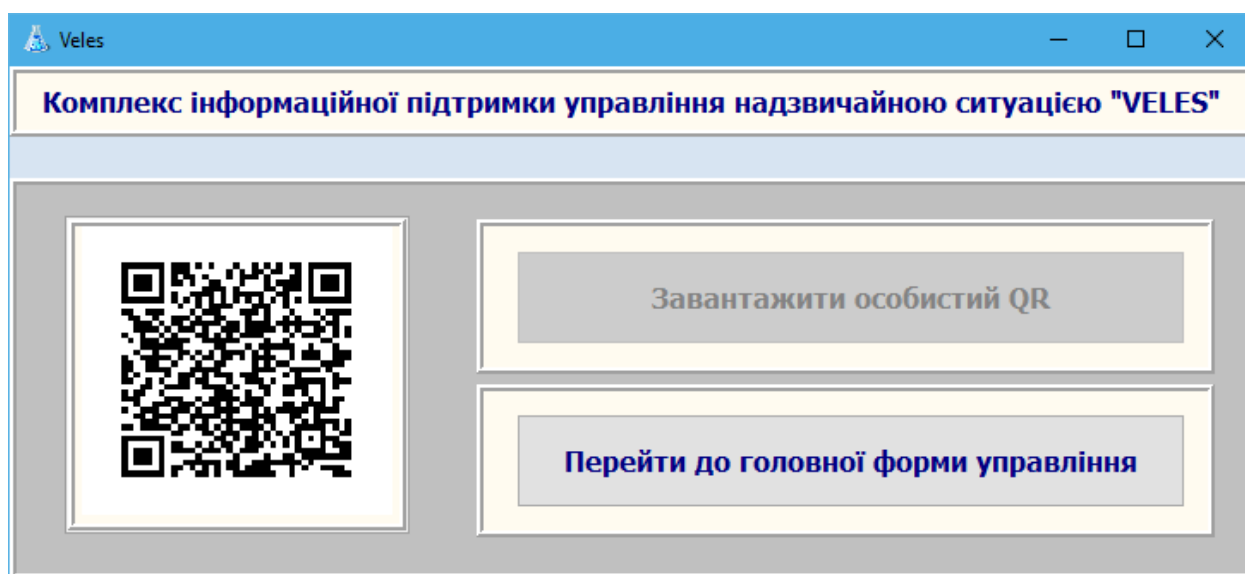 Veles
Комплекс інформаційної підтримки управління надзвичайною ситуацією "VELES"
Завантажити особистий QR
Перейти до головної форми управління